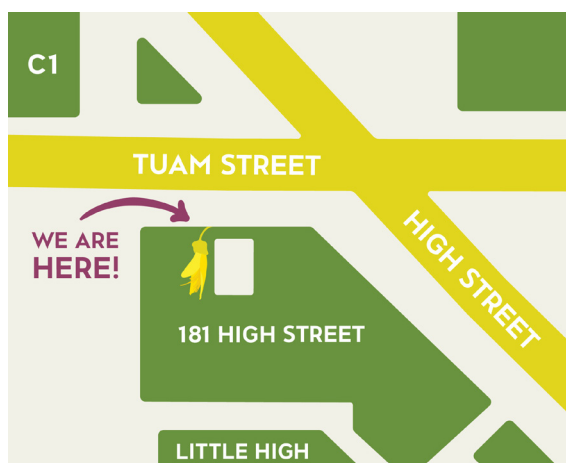 C1
TUAM STREET
HIGH STREET
WE ARE
HERE!
181 HIGH STREET
LITTLE HIGH